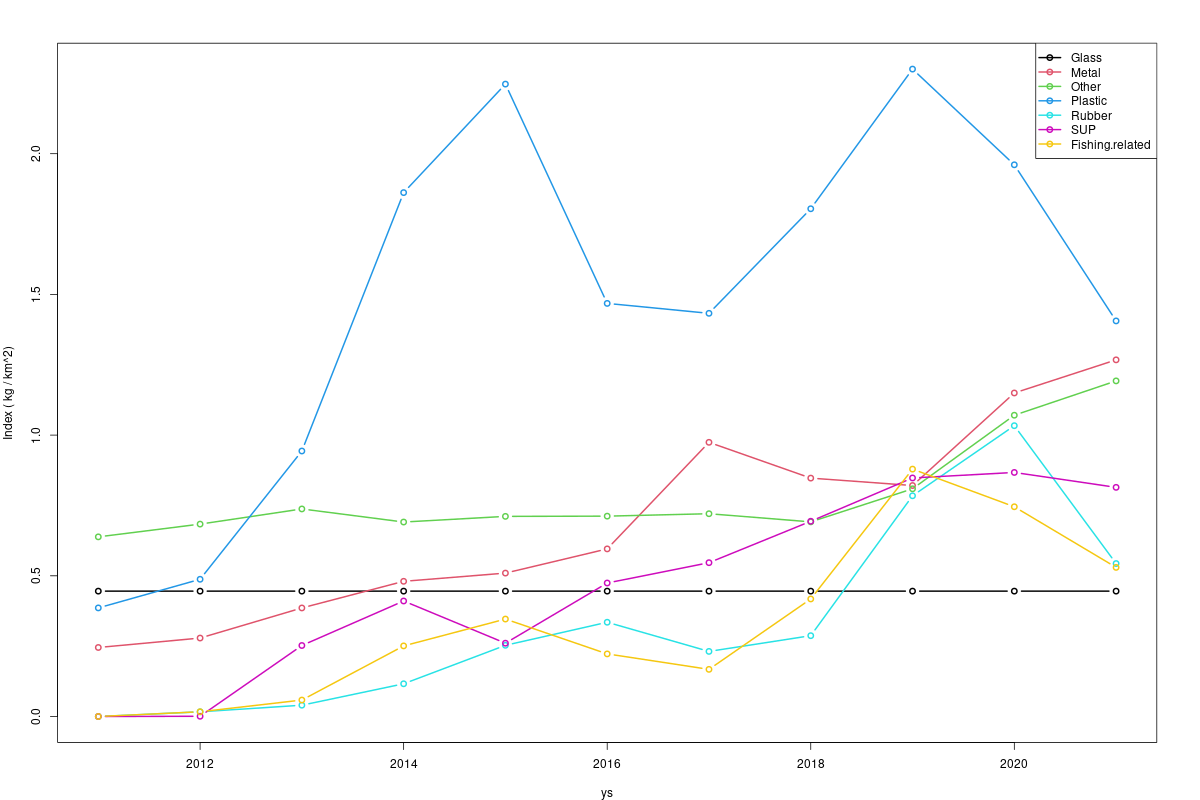 Glass
Metal
Other
Plastic
Rubber
SUP
Fishing.related
Index ( kg / km^2)
2.0
1.5
1.0
0.5
0.0
2012 2014 2016 2018 2020
ys